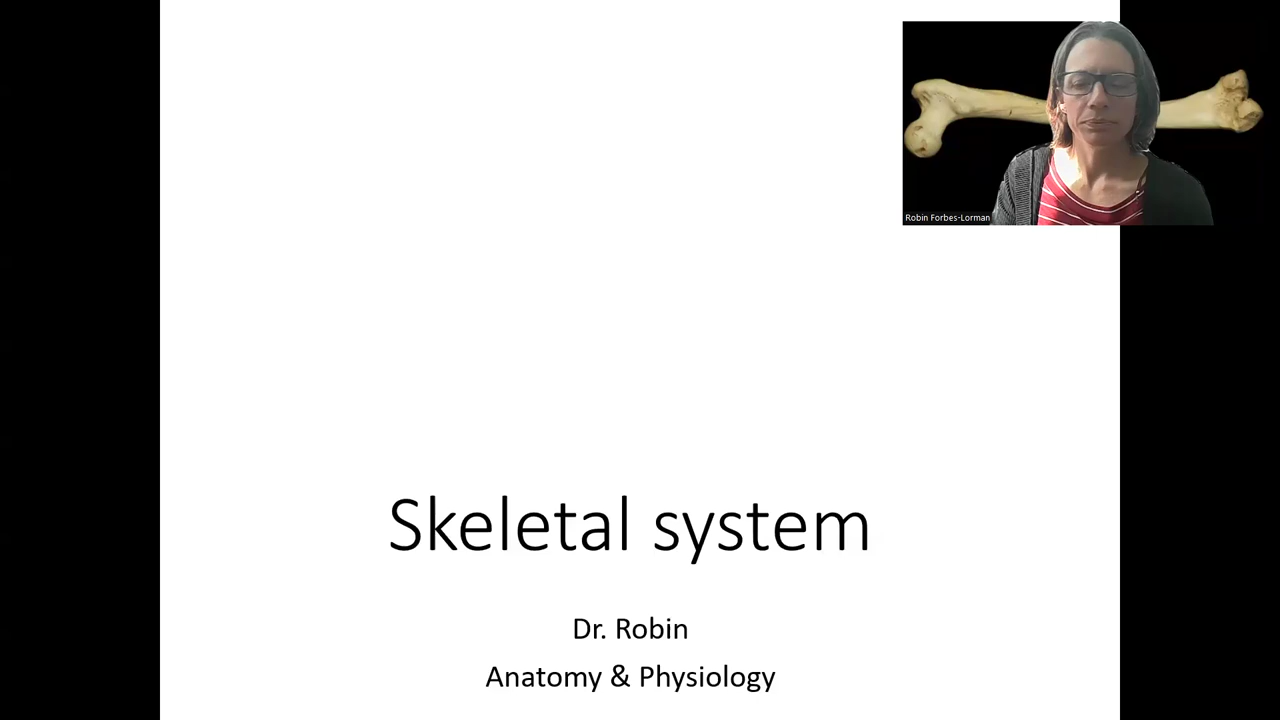 Robin Forbes-Lorman
Skeletal system
Dr. Robin
Anatomy & Physiology